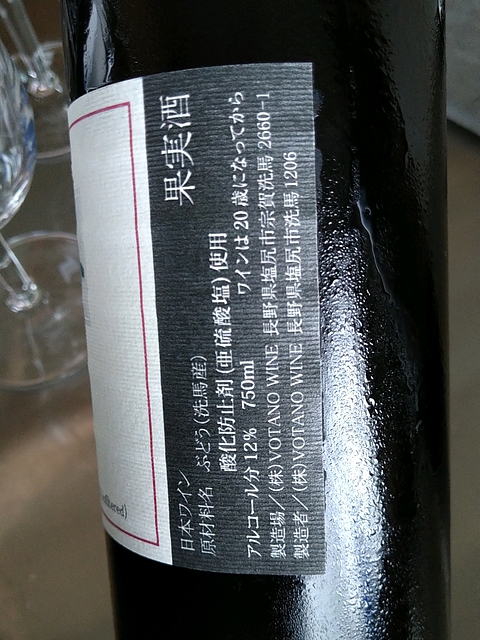 日本ワイン 果実酒
原材料名 ぶどう(洗馬産)
酸化防止剤(亜硫酸塩)使用
アルコール分12% 750ml ワインは20歳になってから
製造場/(株)VOTANO WINE 長野県塩尻市宗賀洗馬2660-1
製造者/(株)VOTANO WINE 長野県塩尻市洗馬1206